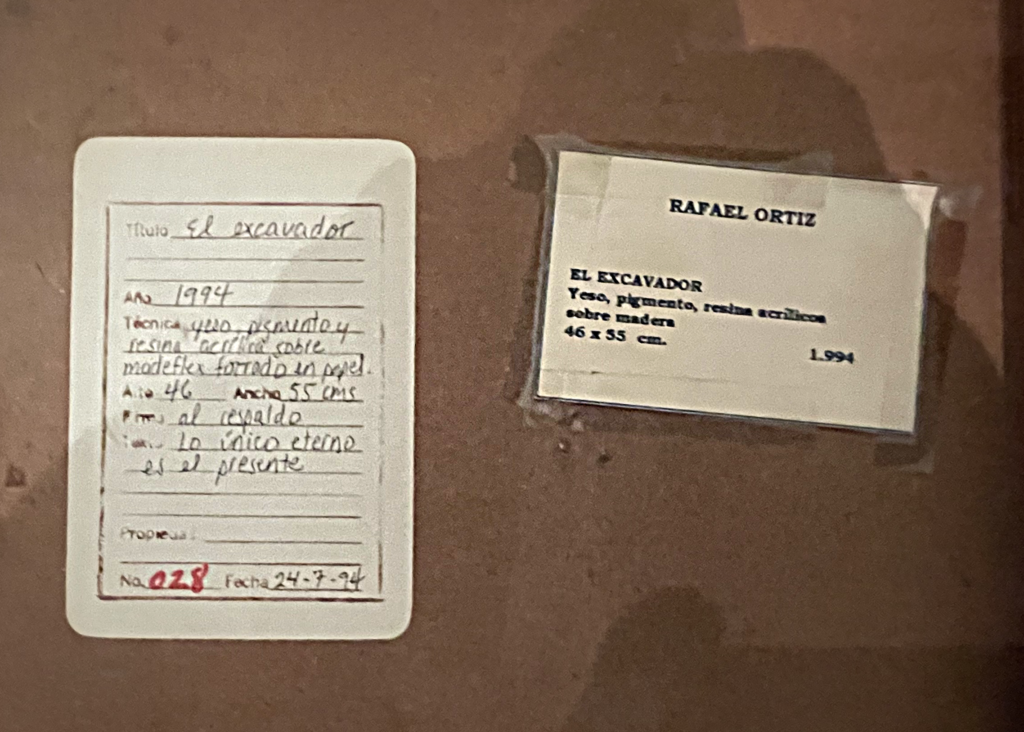 Título El excavador
Año 1994
Técnica yeso, pigmento y
resina acrílica sobre
madeflex forrado en papel.
Alto 46 Ancho 55 cms
Firma al respaldo
Lo único eterno
es el presente
Propiedad
No. 028 Fecha 24-7-94
RAFAEL ORTIZ
EL EXCAVADOR
Yeso, pigmento, resina acrílicos
sobre madera
46 x 55 cm.
1.994